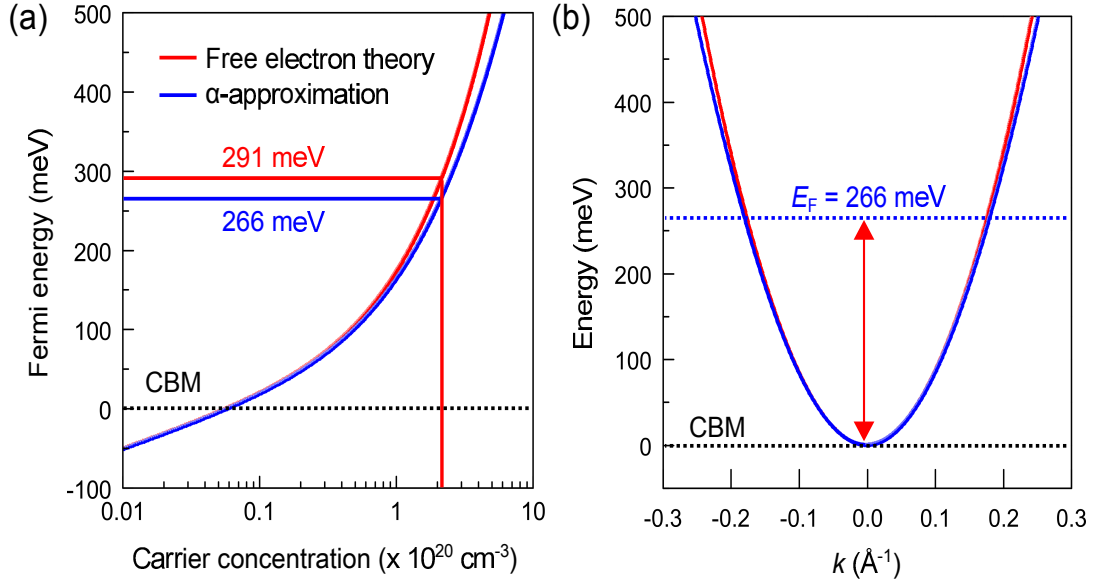 (a)
500
400
300
200
100
0
-100
Fermi energy (meV)
Free electron theory
α-approximation
291 meV
266 meV
CBM
0.01
0.1
1
10
Carrier concentration (x 10²⁰ cm⁻³)
(b)
500
400
300
200
100
0
Energy (meV)
E_F = 266 meV
CBM
-0.3
-0.2
-0.1
0.0
0.1
0.2
0.3
k (Å⁻¹)